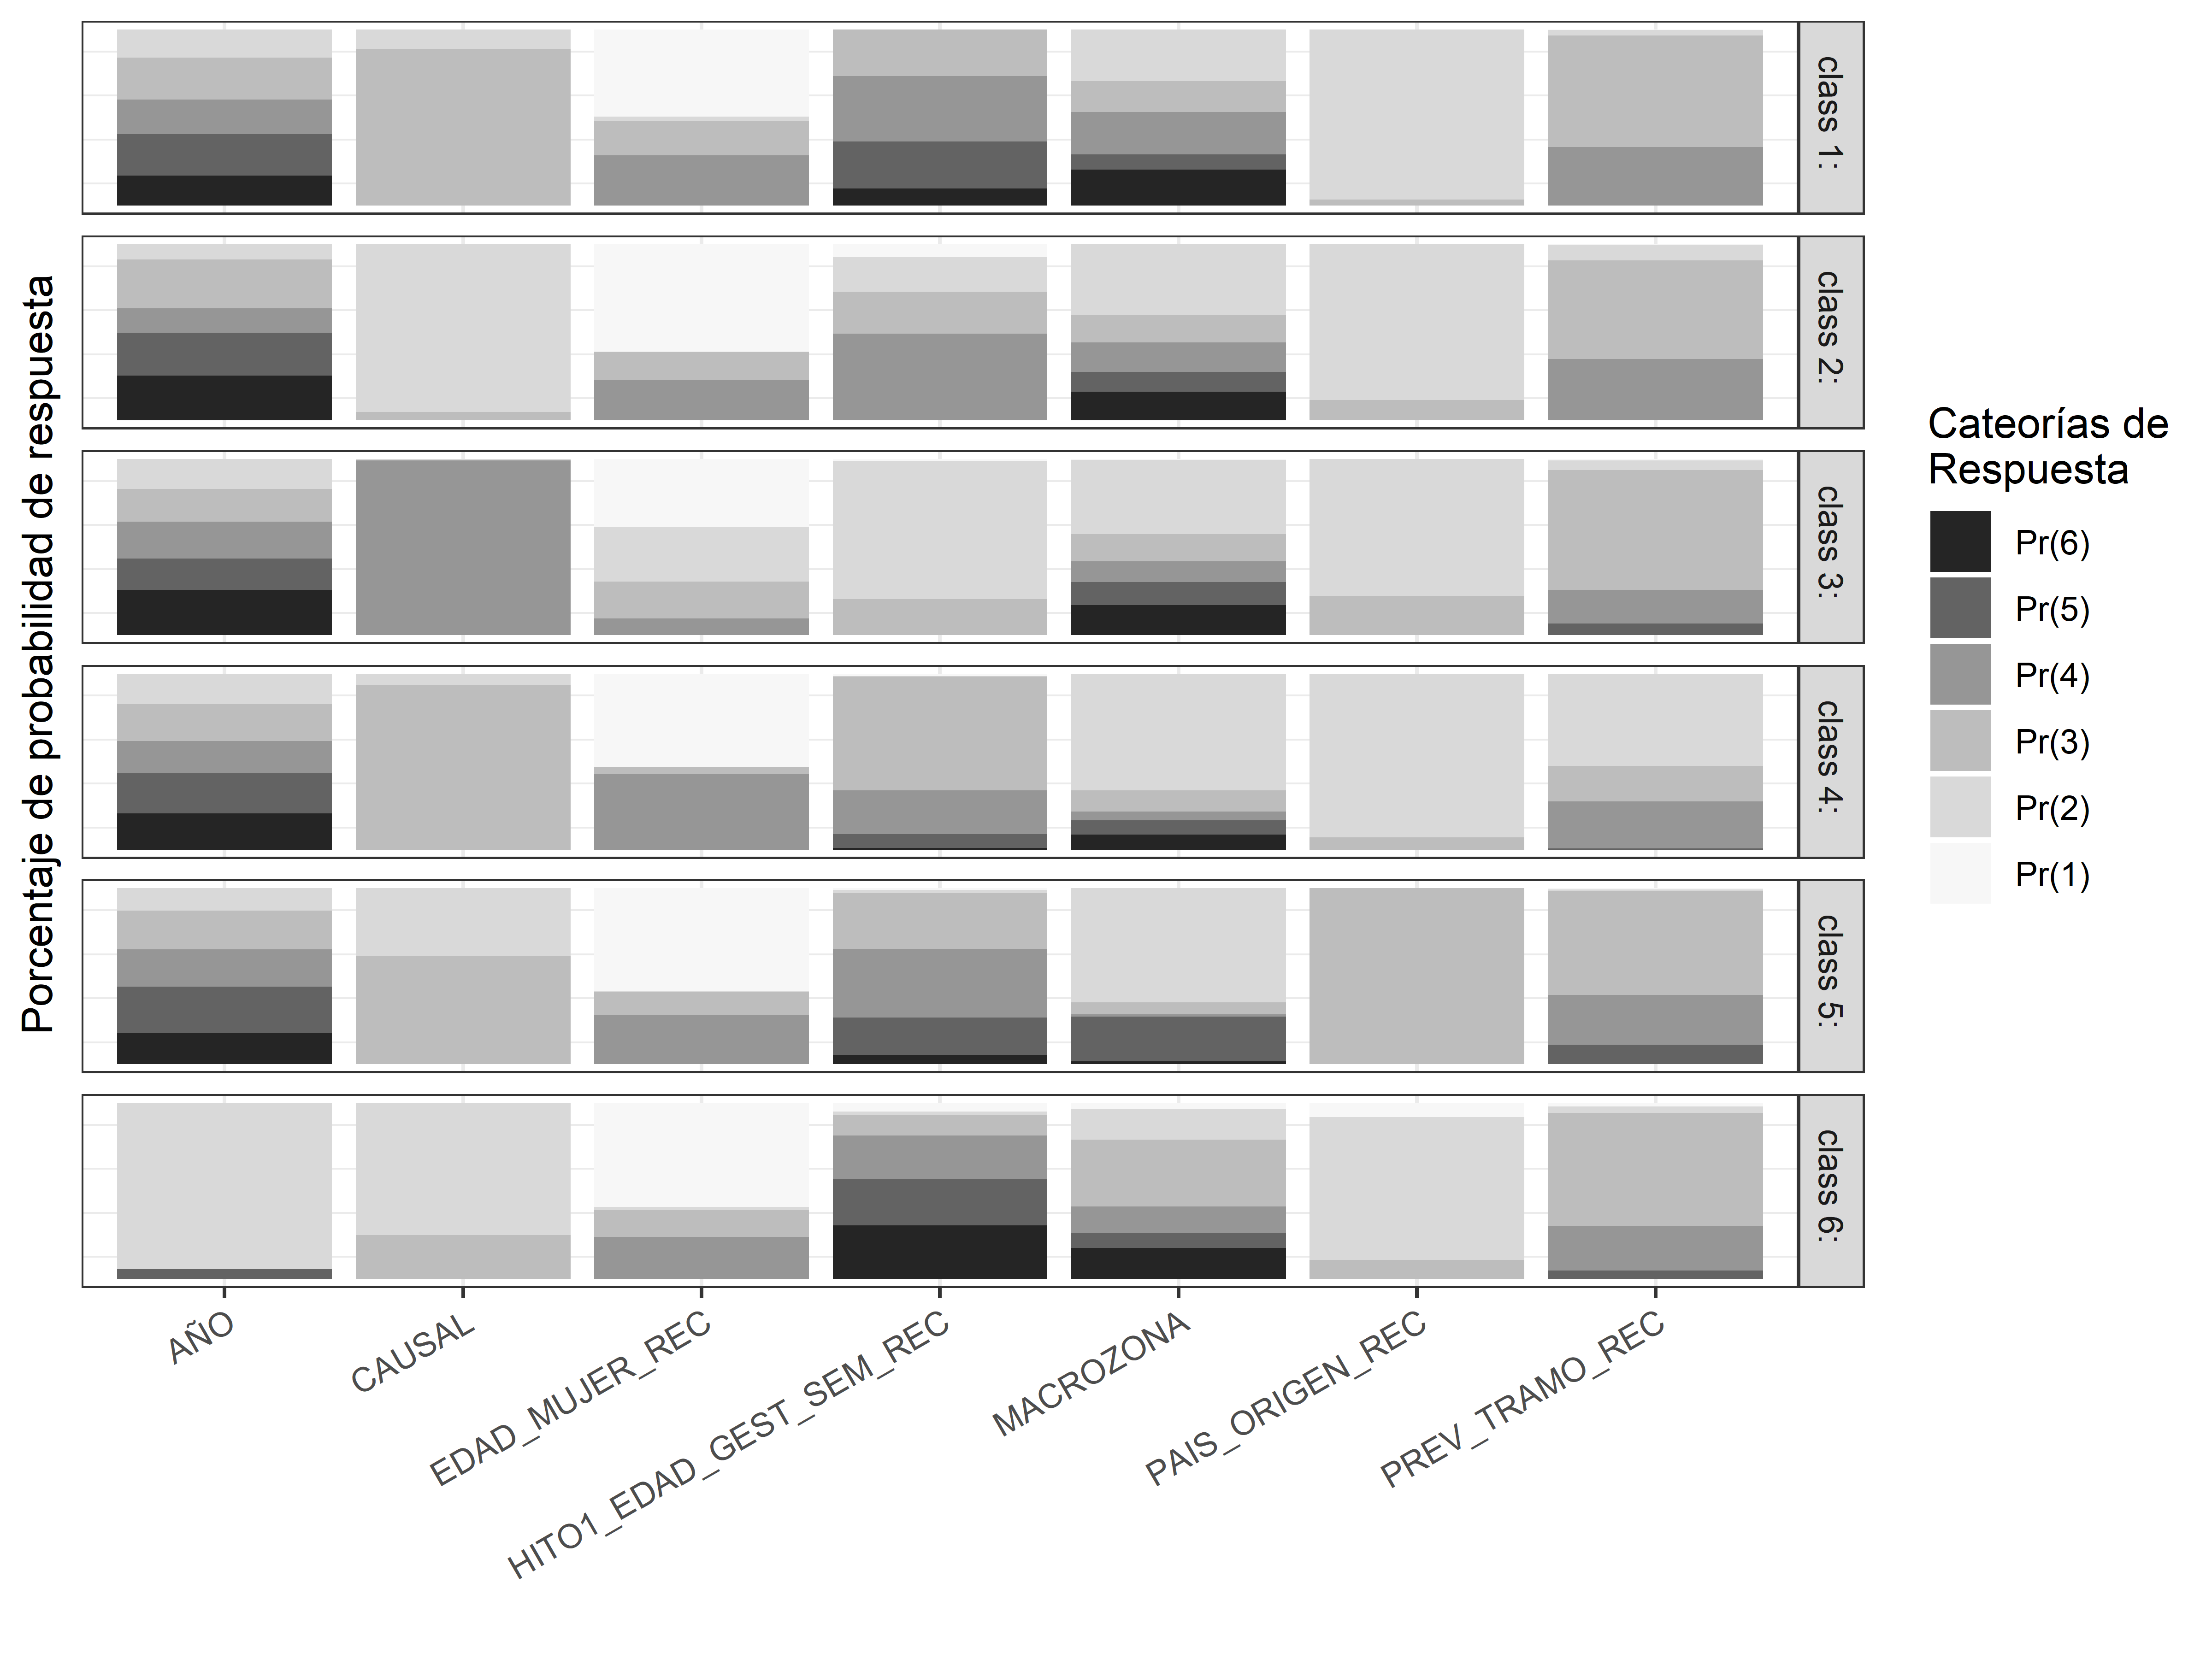 Porcentaje de probabilidad de respuesta
class 1:
class 2:
class 3:
class 4:
class 5:
class 6:
AÑO
CAUSAL
EDAD_MUJER_REC
HITO1_EDAD_GEST_SEM_REC
MACROZONA
PAIS_ORIGEN_REC
PREV_TRAMO_REC
Cateorías de
Respuesta
Pr(6)
Pr(5)
Pr(4)
Pr(3)
Pr(2)
Pr(1)